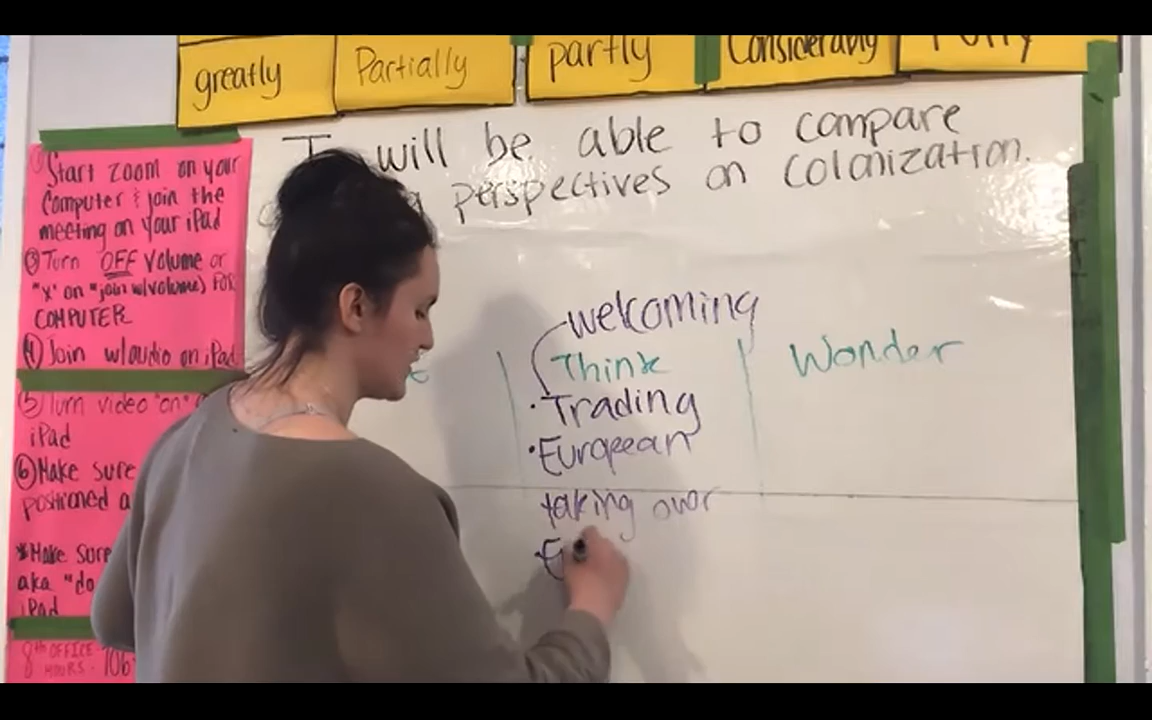 greatly
Partially
partly
Considerably
Fully
I will be able to compare
perspectives on colonization.
welcoming
Think
Wonder
· Trading
· European
taking over
Start Zoom on your
Computer & join the
meeting on your iPad
③ Turn OFF Volume or
"x" on "join w/volume) FOR
COMPUTER
④ Join w/audio on iPad
⑤ Turn video "on"
iPad
⑥ Make sure
positioned a
* Make sure
aka "do
iPad
8th OFFICE
HOURS 106